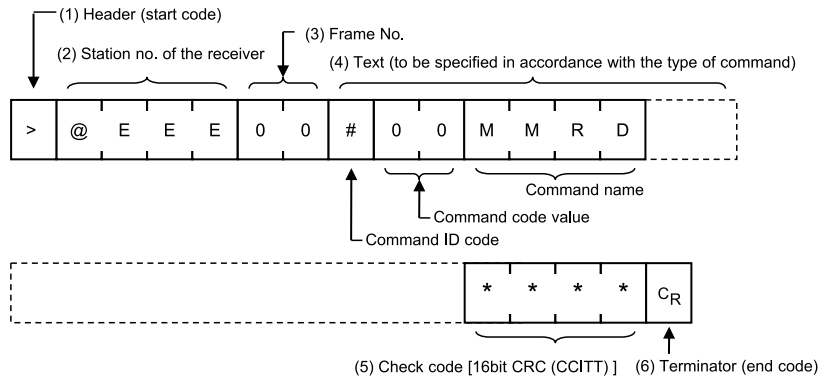 (1) Header (start code)
(3) Frame No.
(2) Station no. of the receiver
(4) Text (to be specified in accordance with the type of command)
> @ E E E 0 0 # 0 0 M M R D
Command name
Command code value
Command ID code
* * * * CR
(5) Check code [16bit CRC (CCITT) ] (6) Terminator (end code)